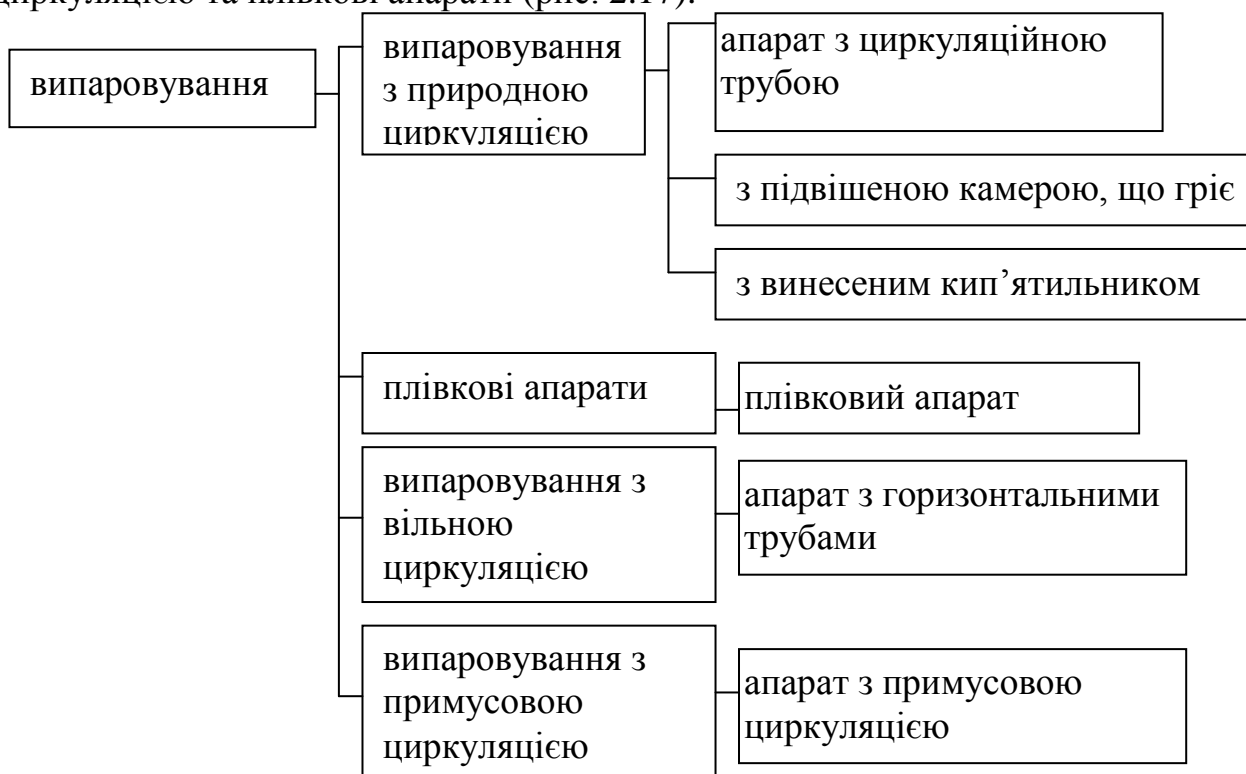 циркуляцією та плівкові апарати (рис. 2.17).
випаровування
випаровування
з природною
циркуляцією
апарат з циркуляційною
трубою
з підвішеною камерою, що гріє
з винесеним кип’ятильником
плівкові апарати
плівковий апарат
випаровування з
вільною
циркуляцією
апарат з горизонтальними
трубами
випаровування з
примусовою
циркуляцією
апарат з примусовою
циркуляцією